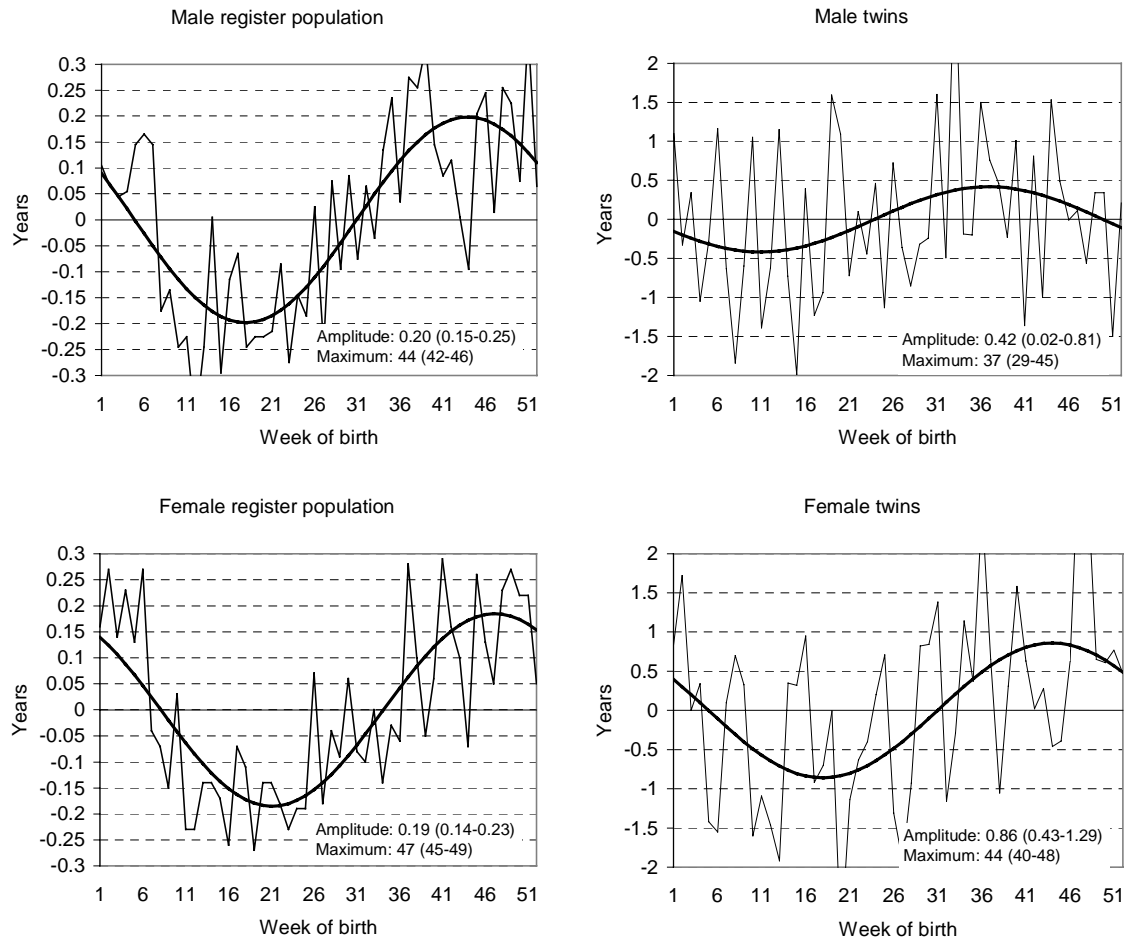 Male register population
Years
0.3
0.25
0.2
0.15
0.1
0.05
0
-0.05
-0.1
-0.15
-0.2
-0.25
-0.3
Amplitude: 0.20 (0.15-0.25)
Maximum: 44 (42-46)
1 6 11 16 21 26 31 36 41 46 51
Week of birth
Male twins
Years
2
1.5
1
0.5
0
-0.5
-1
-1.5
-2
Amplitude: 0.42 (0.02-0.81)
Maximum: 37 (29-45)
1 6 11 16 21 26 31 36 41 46 51
Week of birth
Female register population
Years
0.3
0.25
0.2
0.15
0.1
0.05
0
-0.05
-0.1
-0.15
-0.2
-0.25
-0.3
Amplitude: 0.19 (0.14-0.23)
Maximum: 47 (45-49)
1 6 11 16 21 26 31 36 41 46 51
Week of birth
Female twins
Years
2
1.5
1
0.5
0
-0.5
-1
-1.5
-2
Amplitude: 0.86 (0.43-1.29)
Maximum: 44 (40-48)
1 6 11 16 21 26 31 36 41 46 51
Week of birth